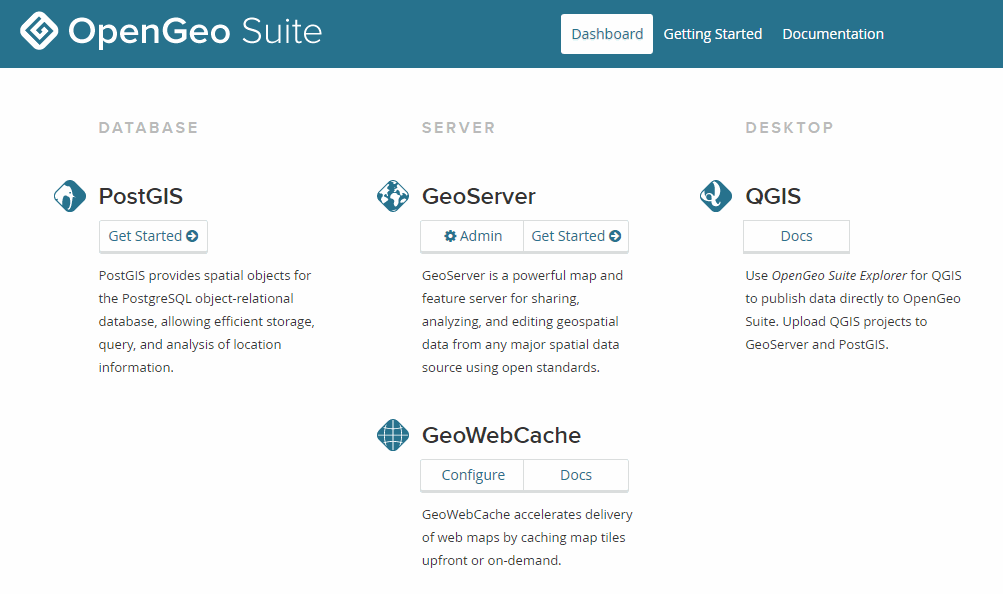 OpenGeo Suite
Dashboard
Getting Started
Documentation
DATABASE
PostGIS
Get Started
PostGIS provides spatial objects for
the PostgreSQL object-relational
database, allowing efficient storage,
query, and analysis of location
information.
SERVER
GeoServer
Admin
Get Started
GeoServer is a powerful map and
feature server for sharing,
analyzing, and editing geospatial
data from any major spatial data
source using open standards.
GeoWebCache
Configure
Docs
GeoWebCache accelerates delivery
of web maps by caching map tiles
upfront or on-demand.
DESKTOP
QGIS
Docs
Use OpenGeo Suite Explorer for QGIS
to publish data directly to OpenGeo
Suite. Upload QGIS projects to
GeoServer and PostGIS.